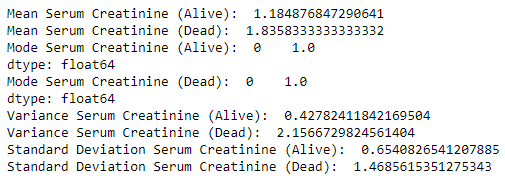 Mean Serum Creatinine (Alive):  1.184876847290641
Mean Serum Creatinine (Dead):  1.8358333333333332
Mode Serum Creatinine (Alive):  0    1.0
dtype: float64
Mode Serum Creatinine (Dead):  0    1.0
dtype: float64
Variance Serum Creatinine (Alive):  0.42782411842169504
Variance Serum Creatinine (Dead):  2.1566729824561404
Standard Deviation Serum Creatinine (Alive):  0.6540826541207885
Standard Deviation Serum Creatinine (Dead):  1.4685615351275343